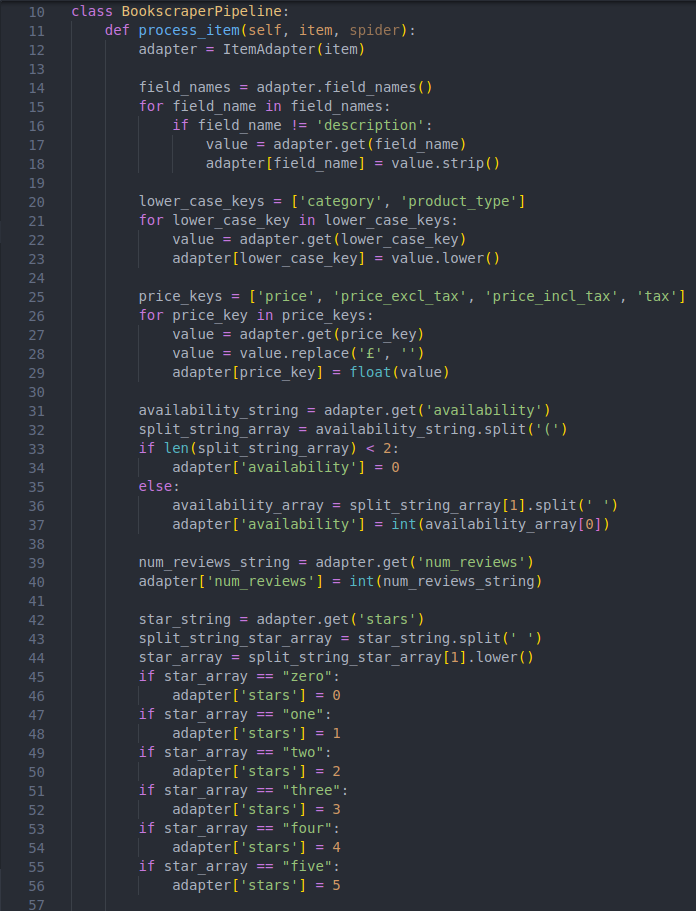 10 class BookscraperPipeline:
11     def process_item(self, item, spider):
12         adapter = ItemAdapter(item)
13
14         field_names = adapter.field_names()
15         for field_name in field_names:
16             if field_name != 'description':
17                 value = adapter.get(field_name)
18                 adapter[field_name] = value.strip()
19
20         lower_case_keys = ['category', 'product_type']
21         for lower_case_key in lower_case_keys:
22             value = adapter.get(lower_case_key)
23             adapter[lower_case_key] = value.lower()
24
25         price_keys = ['price', 'price_excl_tax', 'price_incl_tax', 'tax']
26         for price_key in price_keys:
27             value = adapter.get(price_key)
28             value = value.replace('£', '')
29             adapter[price_key] = float(value)
30
31         availability_string = adapter.get('availability')
32         split_string_array = availability_string.split('(')
33         if len(split_string_array) < 2:
34             adapter['availability'] = 0
35         else:
36             availability_array = split_string_array[1].split(' ')
37             adapter['availability'] = int(availability_array[0])
38
39         num_reviews_string = adapter.get('num_reviews')
40         adapter['num_reviews'] = int(num_reviews_string)
41
42         star_string = adapter.get('stars')
43         split_string_star_array = star_string.split(' ')
44         star_array = split_string_star_array[1].lower()
45         if star_array == "zero":
46             adapter['stars'] = 0
47         if star_array == "one":
48             adapter['stars'] = 1
49         if star_array == "two":
50             adapter['stars'] = 2
51         if star_array == "three":
52             adapter['stars'] = 3
53         if star_array == "four":
54             adapter['stars'] = 4
55         if star_array == "five":
56             adapter['stars'] = 5
57